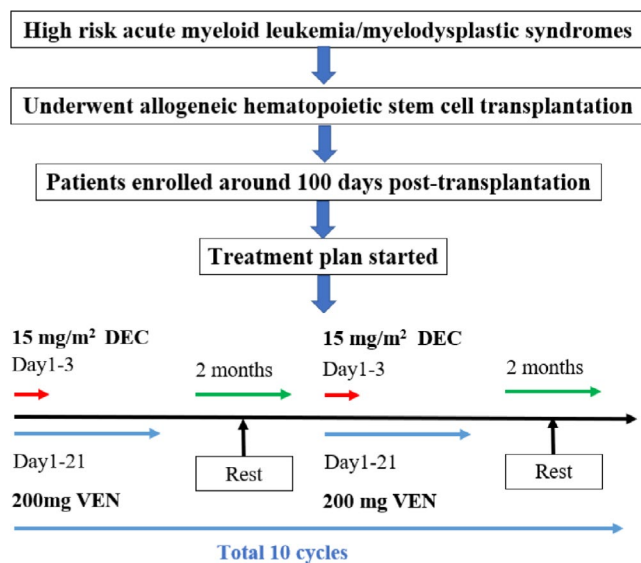 High risk acute myeloid leukemia/myelodysplastic syndromes
Underwent allogeneic hematopoietic stem cell transplantation
Patients enrolled around 100 days post-transplantation
Treatment plan started
15 mg/m² DEC
Day1-3
2 months
15 mg/m² DEC
Day1-3
2 months
Day1-21
Rest
Day1-21
Rest
200mg VEN
200 mg VEN
Total 10 cycles